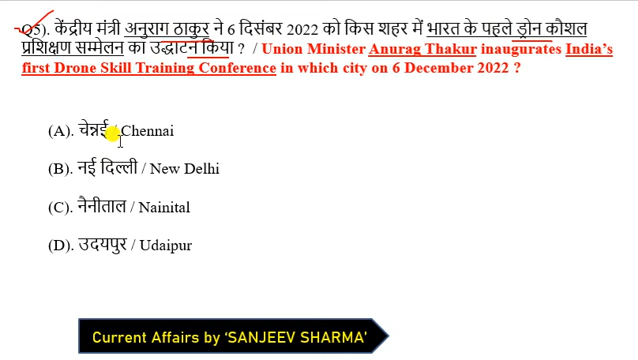 Q5). केंद्रीय मंत्री अनुराग ठाकुर ने 6 दिसंबर 2022 को किस शहर में भारत के पहले ड्रोन कौशल
प्रशिक्षण सम्मेलन का उद्घाटन किया ? / Union Minister Anurag Thakur inaugurates India's
first Drone Skill Training Conference in which city on 6 December 2022 ?
(A). चेन्नई / Chennai
(B). नई दिल्ली / New Delhi
(C). नैनीताल / Nainital
(D). उदयपुर / Udaipur
Current Affairs by 'SANJEEV SHARMA'